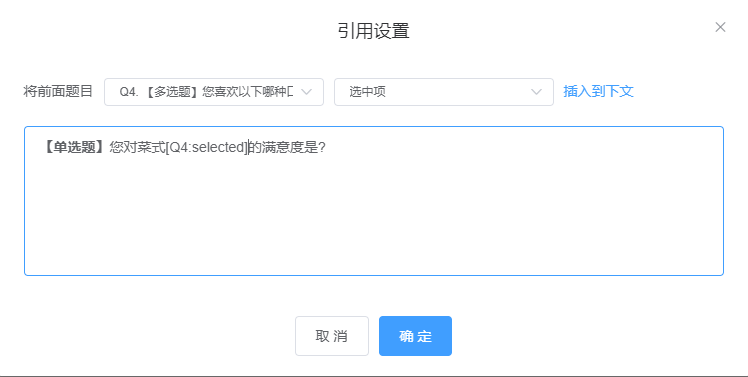 引用设置
将前面题目 Q4. 【多选题】您喜欢以下哪种 选中项 插入到下文
【单选题】您对菜式[Q4:selected]的满意度是?
取 消 确 定